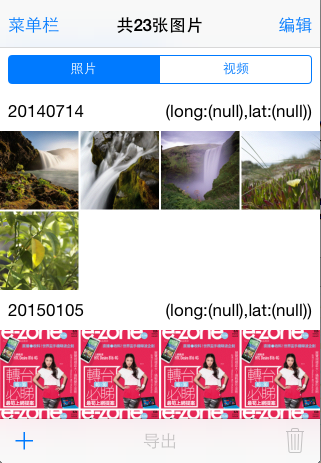 菜单栏 共23张图片 编辑
照片 视频
20140714 (long:(null),lat:(null))
20150105 (long:(null),lat:(null))
e-zone e-zone e-zone e-zone
轉台 轉台 轉台 轉台
必睇 必睇 必睇 必睇
e-zone e-zone e-zone e-zone
导出